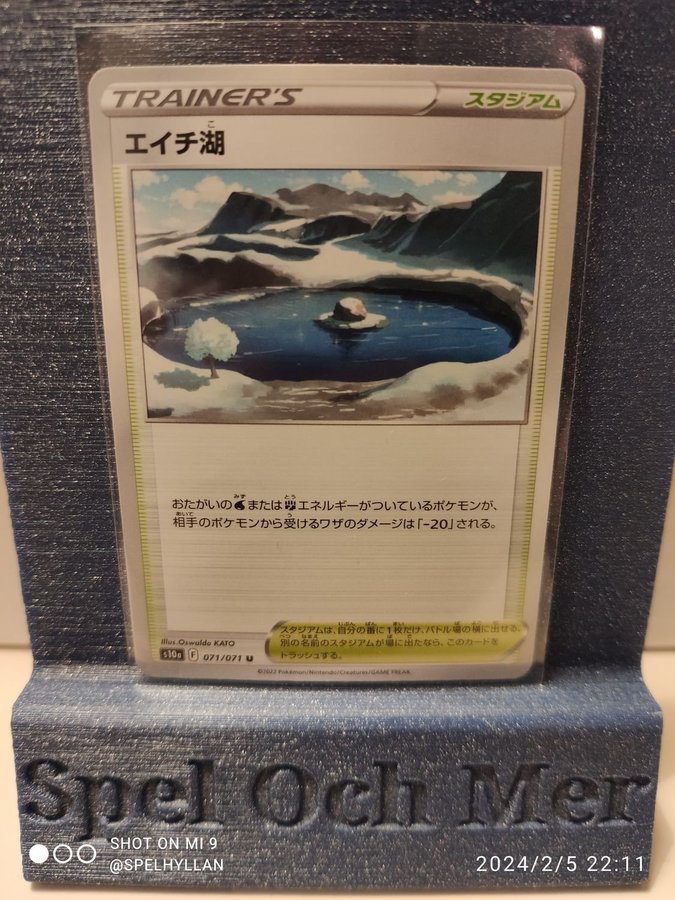 TRAINER'S スタジアム
エイチ湖
おたがいのまたはエネルギーがついているポケモンが、
相手のポケモンから受けるワザのダメージは「-20」される。
スタジアムは、自分の番に1枚だけ、バトル場の横に出せる。
別の名前のスタジアムが場に出たなら、このカードを
トラッシュする。
Illus.Oswaldo KATO
s10a F 071/071 U
©2022 Pokémon/Nintendo/Creatures/GAME FREAK.
Spel Och Mer
SHOT ON MI 9
@SPELHYLLAN
2024/2/5 22:11